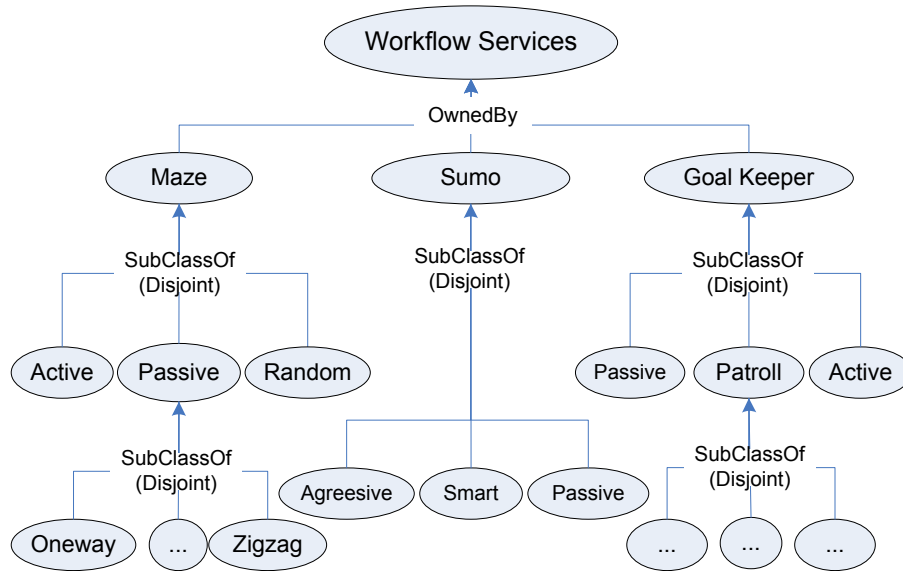 Workflow Services
OwnedBy
Maze
Sumo
Goal Keeper
SubClassOf
(Disjoint)
SubClassOf
(Disjoint)
SubClassOf
(Disjoint)
Active
Passive
Random
Passive
Patroll
Active
SubClassOf
(Disjoint)
Agreesive
Smart
Passive
SubClassOf
(Disjoint)
Oneway
...
Zigzag
...
...
...